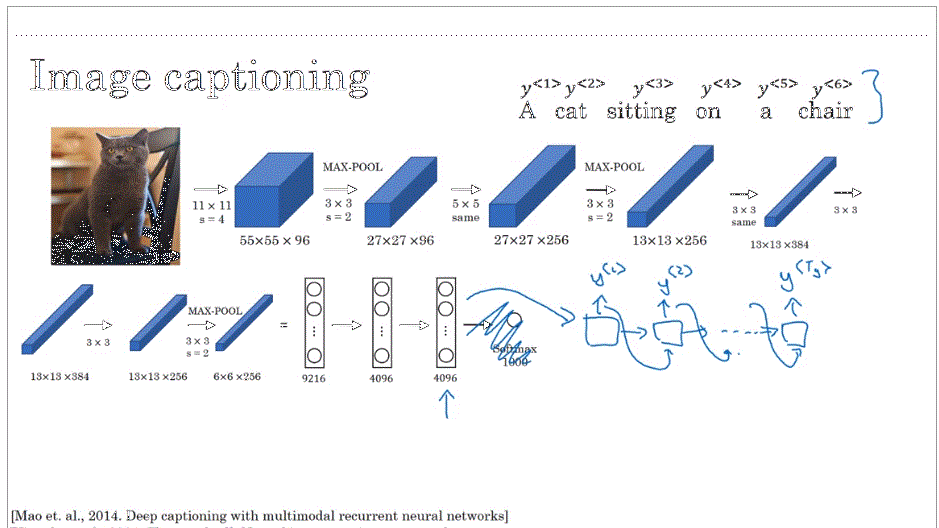 Image captioning
y<1> y<2> y<3> y<4> y<5> y<6>
A cat sitting on a chair
MAX-POOL MAX-POOL
11 × 11 3 × 3 5 × 5 3 × 3 3 × 3 3 × 3
s = 4 s = 2 same s = 2 same
55×55 × 96 27×27 ×96 27×27 ×256 13×13 ×256 13×13 ×384
y<1> y<2> y<Ty>
MAX-POOL
3 × 3 3 × 3
s = 2
=
Softmax
1000
13×13 ×384 13×13 ×256 6×6 ×256 9216 4096 4096
[Mao et. al., 2014. Deep captioning with multimodal recurrent neural networks]